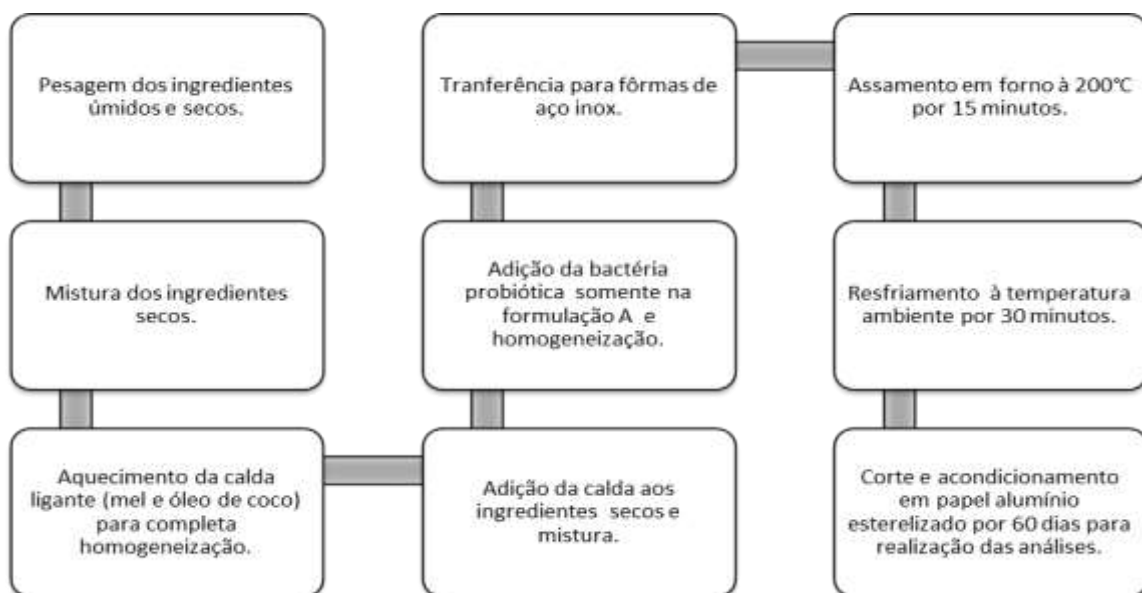 Pesagem dos ingredientes
úmidos e secos.
Mistura dos ingredientes
secos.
Aquecimento da calda
ligante (mel e óleo de coco)
para completa
homogeneização.
Adição da calda aos
ingredientes secos e
mistura.
Adição da bactéria
probiótica somente na
formulação A e
homogeneização.
Tranferência para fôrmas de
aço inox.
Assamento em forno à 200°C
por 15 minutos.
Resfriamento à temperatura
ambiente por 30 minutos.
Corte e acondicionamento
em papel alumínio
esterelizado por 60 dias para
realização das análises.